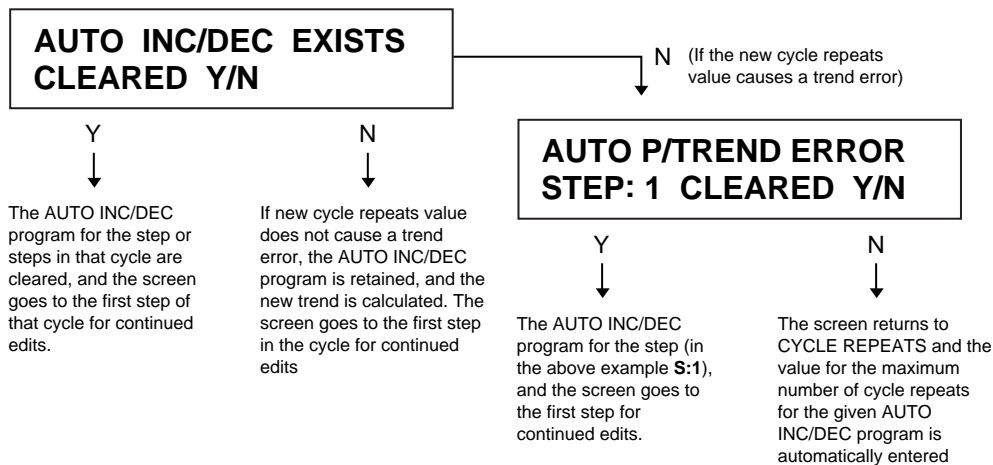 AUTO INC/DEC EXISTS
CLEARED Y/N
N (If the new cycle repeats
value causes a trend error)
Y
N
The AUTO INC/DEC
program for the step or
steps in that cycle are
cleared, and the screen
goes to the first step of
that cycle for continued
edits.
If new cycle repeats value
does not cause a trend
error, the AUTO INC/DEC
program is retained, and the
new trend is calculated. The
screen goes to the first step
in the cycle for continued
edits
AUTO P/TREND ERROR
STEP: 1 CLEARED Y/N
Y
N
The AUTO INC/DEC
program for the step (in
the above example S:1),
and the screen goes to
the first step for
continued edits.
The screen returns to
CYCLE REPEATS and the
value for the maximum
number of cycle repeats
for the given AUTO
INC/DEC program is
automatically entered